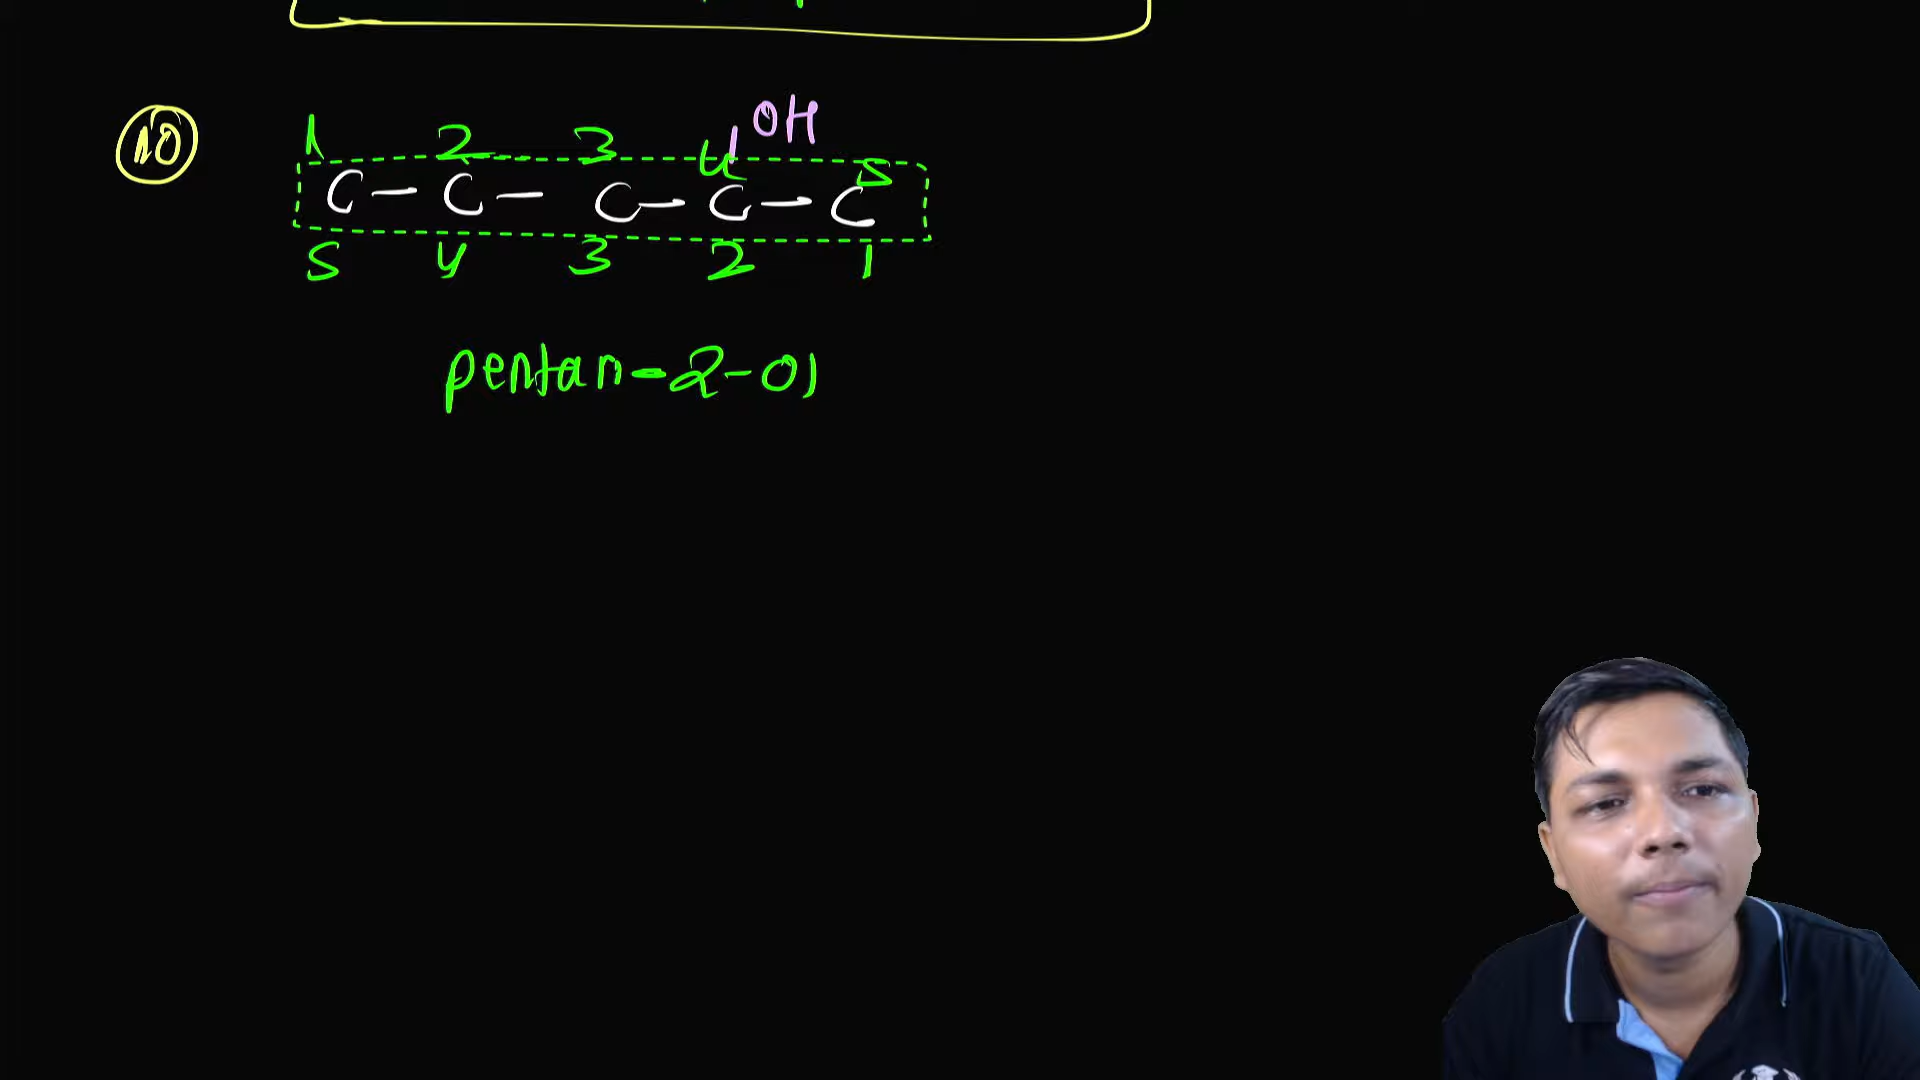 10
1 2 3 4 OH
5
C - C - C - C - C
5 4 3 2 1
pentan-2-ol